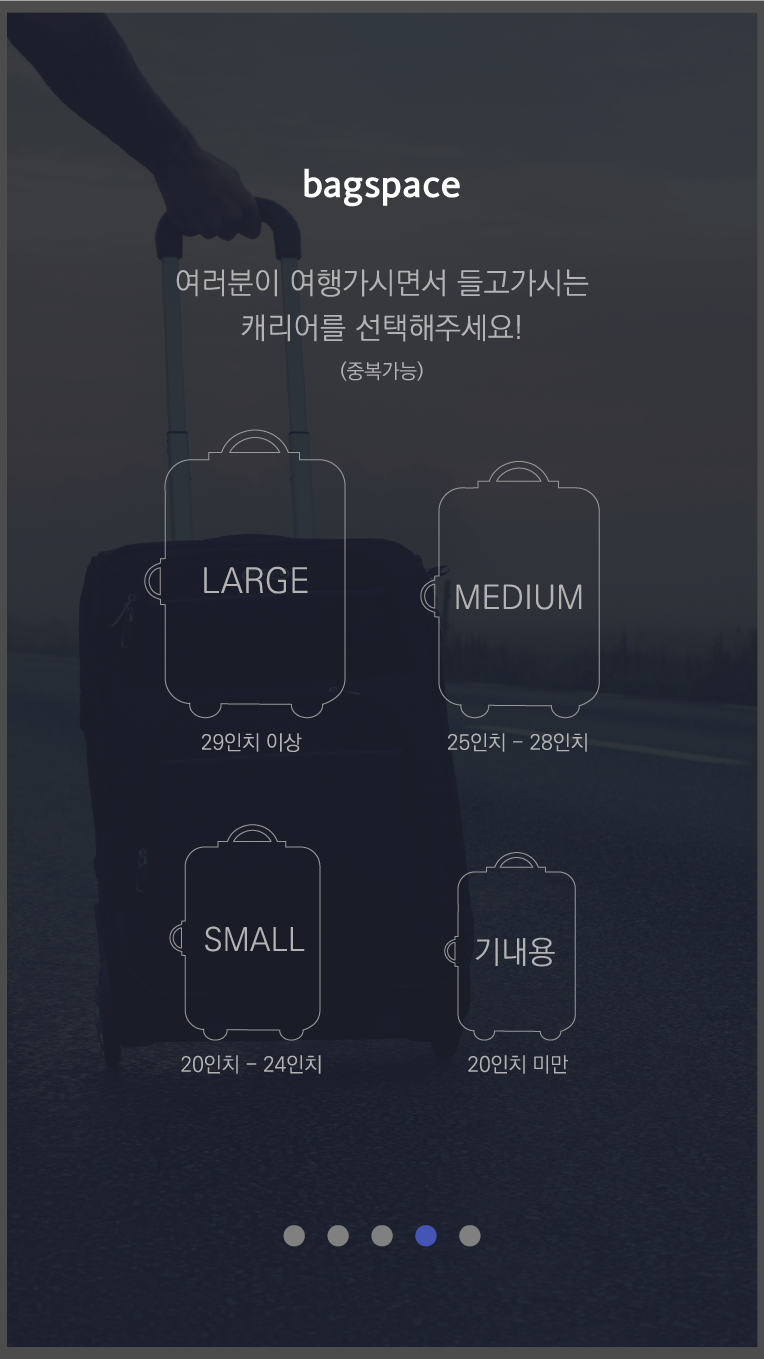 bagspace
여러분이 여행가시면서 들고가시는
캐리어를 선택해주세요!
(중복가능)
LARGE
MEDIUM
29인치 이상
25인치 - 28인치
SMALL
기내용
20인치 - 24인치
20인치 미만